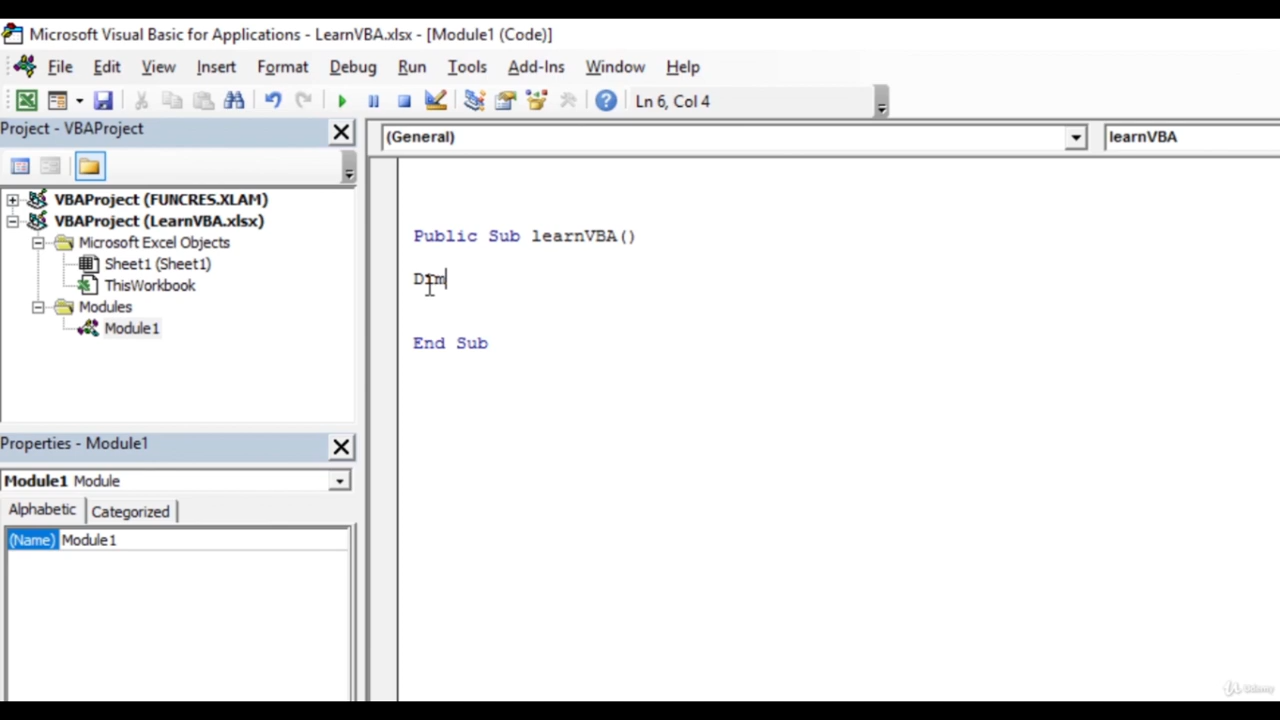 Microsoft Visual Basic for Applications - LearnVBA.xlsx - [Module1 (Code)]
File Edit View Insert Format Debug Run Tools Add-Ins Window Help
Ln 6, Col 4
Project - VBAProject
(General)
learnVBA
VBAProject (FUNCRES.XLAM)
VBAProject (LearnVBA.xlsx)
Microsoft Excel Objects
Sheet1 (Sheet1)
ThisWorkbook
Modules
Module1
Public Sub learnVBA()
Dim
End Sub
Properties - Module1
Module1 Module
Alphabetic Categorized
(Name) Module1
Udemy